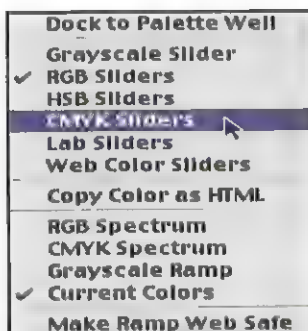 Dock to Palette Well
Grayscale Slider
✓ RGB Sliders
HSB Sliders
CMYK Sliders
Lab Sliders
Web Color Sliders
Copy Color as HTML
RGB Spectrum
CMYK Spectrum
Grayscale Ramp
✓ Current Colors
Make Ramp Web Safe